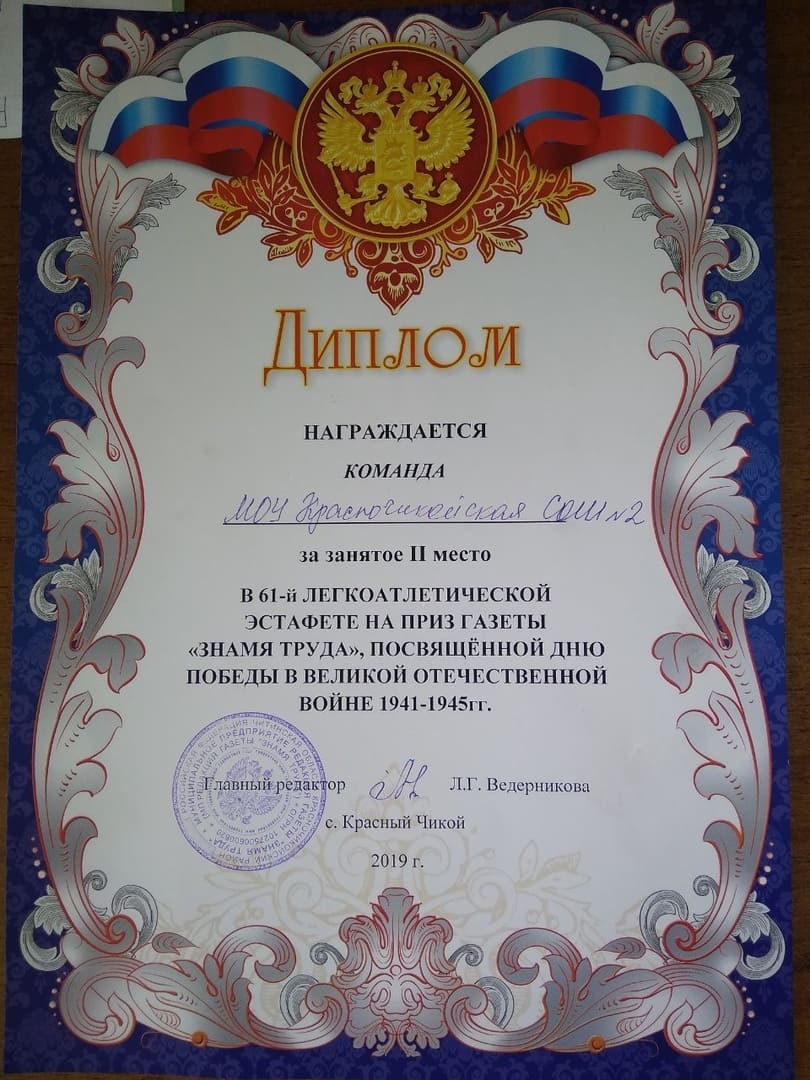 Диплом
НАГРАЖДАЕТСЯ
КОМАНДА
МОУ Красночикойская СОШ №2
за занятое II место
В 61-й ЛЕГКОАТЛЕТИЧЕСКОЙ
ЭСТАФЕТЕ НА ПРИЗ ГАЗЕТЫ
«ЗНАМЯ ТРУДА», ПОСВЯЩЁННОЙ ДНЮ
ПОБЕДЫ В ВЕЛИКОЙ ОТЕЧЕСТВЕННОЙ
ВОЙНЕ 1941-1945гг.
Главный редактор Л.Г. Ведерникова
с. Красный Чикой
2019 г.